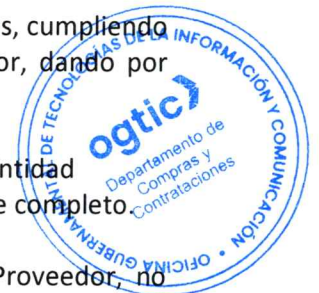 s, cumpliendo
or, dando por
ntidad
e completo.
Proveedor, no
OFICINA GUBERNAMENTAL DE TECNOLOGÍAS DE LA INFORMACIÓN Y COMUNICACIÓN
ogtic
Departamento de
Compras y
Contrataciones